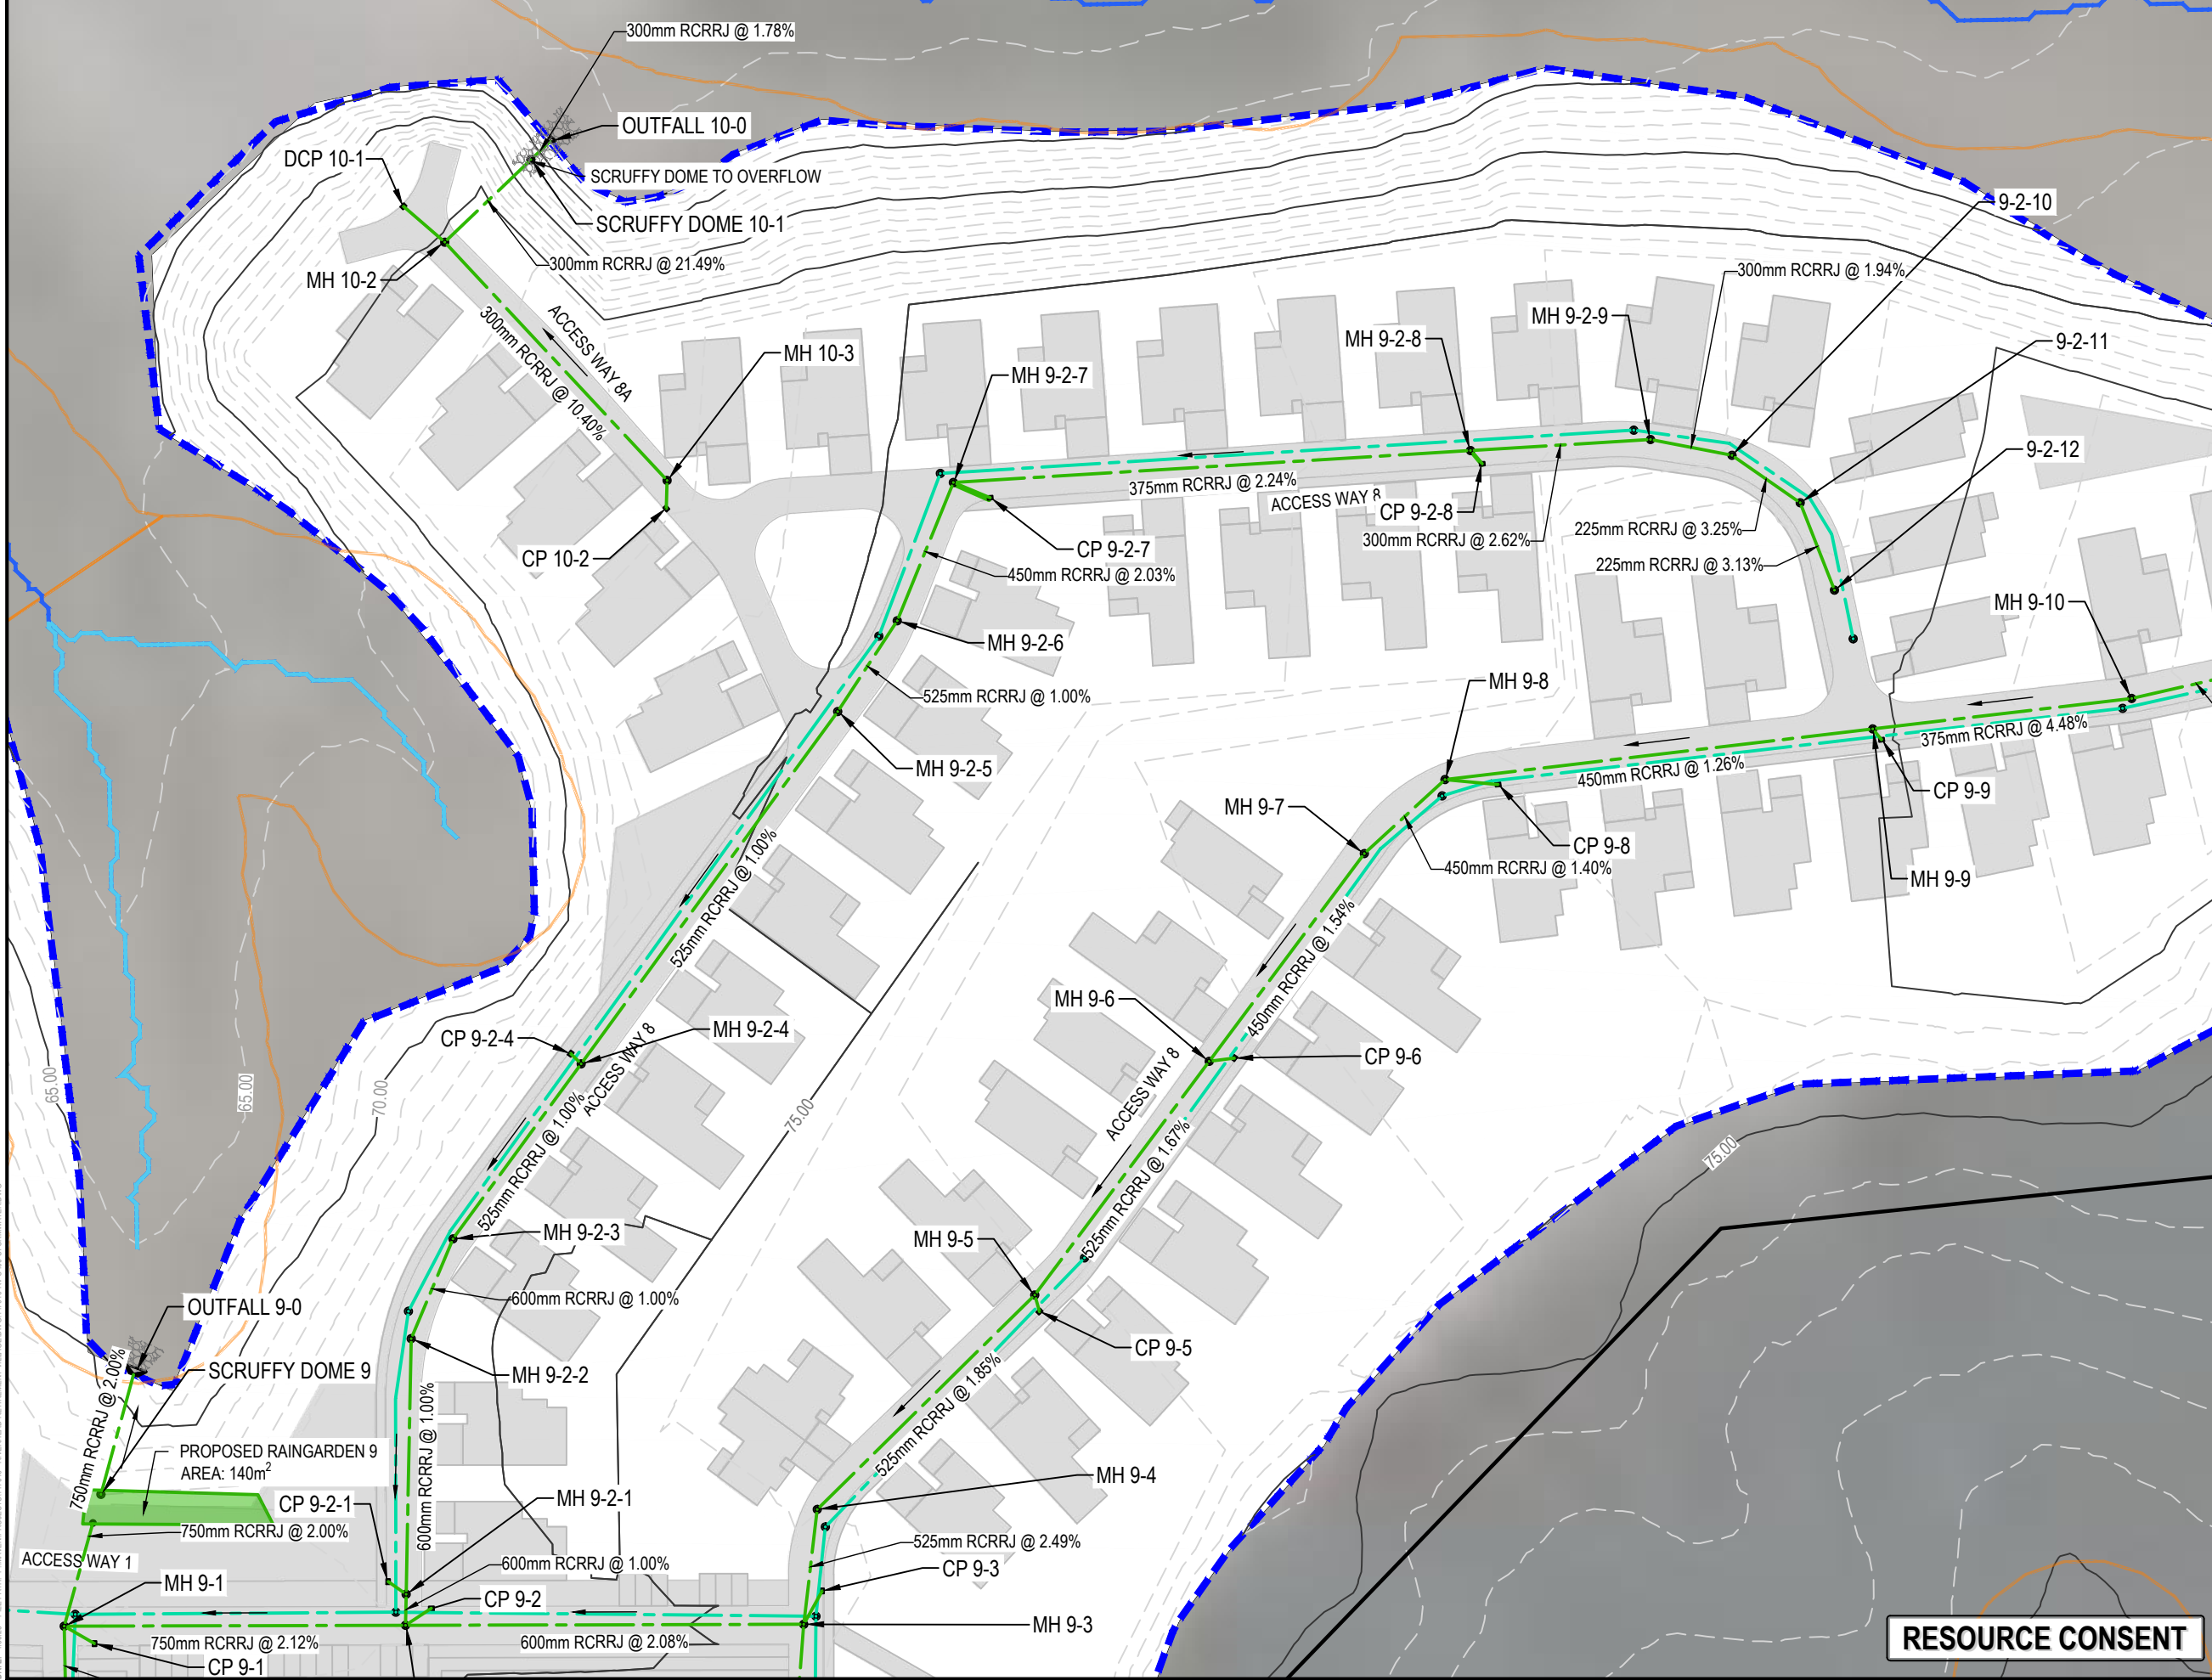 300mm RCRRJ @ 1.78%
OUTFALL 10-0
DCP 10-1
SCRUFFY DOME TO OVERFLOW
SCRUFFY DOME 10-1
9-2-10
300mm RCRRJ @ 21.49%
MH 10-2
300mm RCRRJ @ 1.94%
ACCESS WAY 8A
300mm RCRRJ @ 10.40%
MH 9-2-9
MH 9-2-8
9-2-11
MH 10-3
MH 9-2-7
9-2-12
375mm RCRRJ @ 2.24%
ACCESS WAY 8
CP 9-2-8
225mm RCRRJ @ 3.25%
300mm RCRRJ @ 2.62%
CP 9-2-7
CP 10-2
225mm RCRRJ @ 3.13%
450mm RCRRJ @ 2.03%
MH 9-10
MH 9-2-6
MH 9-8
525mm RCRRJ @ 1.00%
375mm RCRRJ @ 4.48%
MH 9-2-5
450mm RCRRJ @ 1.26%
CP 9-9
MH 9-7
CP 9-8
450mm RCRRJ @ 1.40%
MH 9-9
525mm RCRRJ @ 1.00%
450mm RCRRJ @ 1.54%
MH 9-6
MH 9-2-4
CP 9-2-4
CP 9-6
ACCESS WAY 8
ACCESS WAY 8
65.00
65.00
70.00
75.00
75.00
525mm RCRRJ @ 1.00%
525mm RCRRJ @ 1.67%
MH 9-2-3
MH 9-5
600mm RCRRJ @ 1.00%
OUTFALL 9-0
CP 9-5
SCRUFFY DOME 9
MH 9-2-2
750mm RCRRJ @ 2.00%
525mm RCRRJ @ 1.85%
600mm RCRRJ @ 1.00%
PROPOSED RAINGARDEN 9
AREA: 140m²
MH 9-4
CP 9-2-1
MH 9-2-1
750mm RCRRJ @ 2.00%
525mm RCRRJ @ 2.49%
ACCESS WAY 1
600mm RCRRJ @ 1.00%
CP 9-3
MH 9-1
CP 9-2
MH 9-3
750mm RCRRJ @ 2.12%
600mm RCRRJ @ 2.08%
CP 9-1
RESOURCE CONSENT